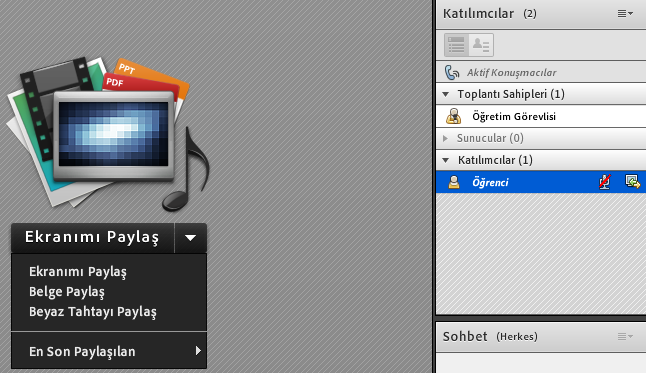 PPT
PDF
Ekranımı Paylaş
Ekranımı Paylaş
Belge Paylaş
Beyaz Tahtayı Paylaş
En Son Paylaşılan
Katılımcılar (2)
Aktif Konuşmacılar
Toplantı Sahipleri (1)
Öğretim Görevlisi
Sunucular (0)
Katılımcılar (1)
Öğrenci
Sohbet (Herkes)